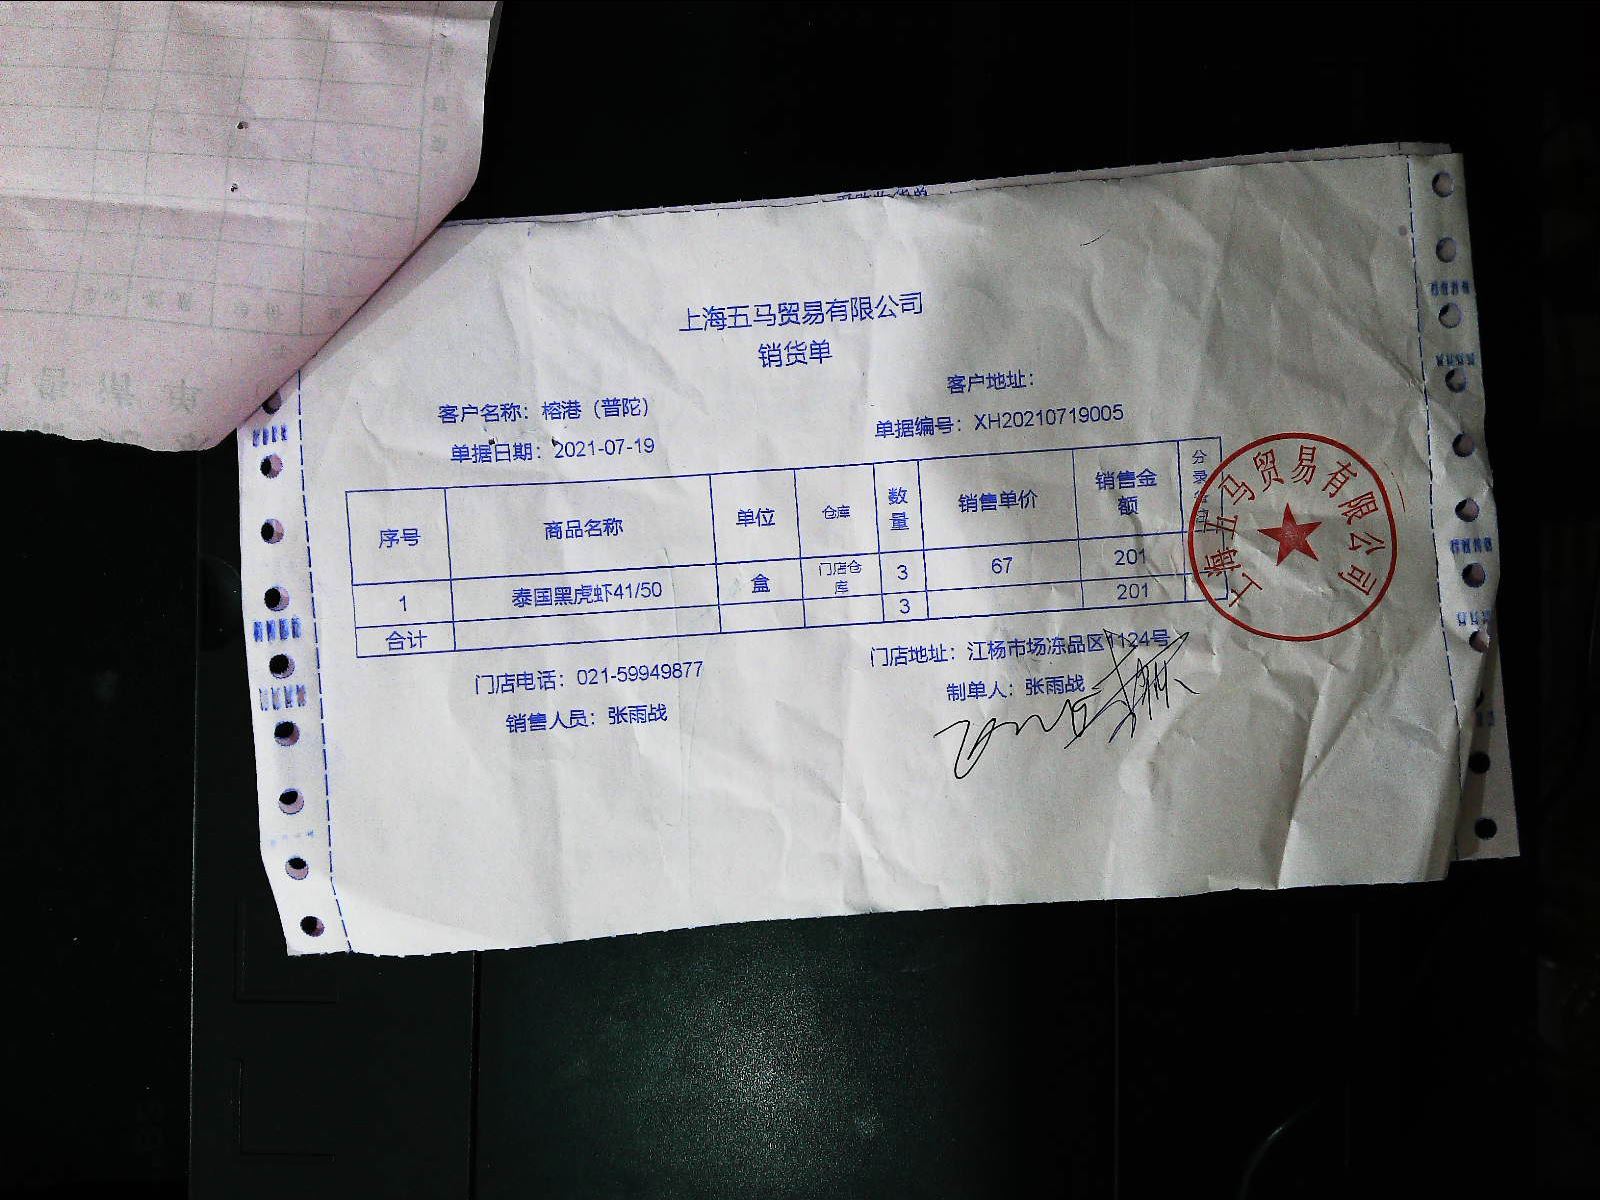 上海五马贸易有限公司
销货单
客户地址：
客户名称：榕港（普陀）
单据编号：XH20210719005
单据日期：2021-07-19
序号 商品名称 单位 仓库 数量 销售单价 销售金额 分录
1 泰国黑虎虾41/50 盒 门店仓库 3 67 201
合计 3 201
门店电话：021-59949877
门店地址：江杨市场冻品区1124号
销售人员：张雨战
制单人：张雨战
上海五马贸易有限公司